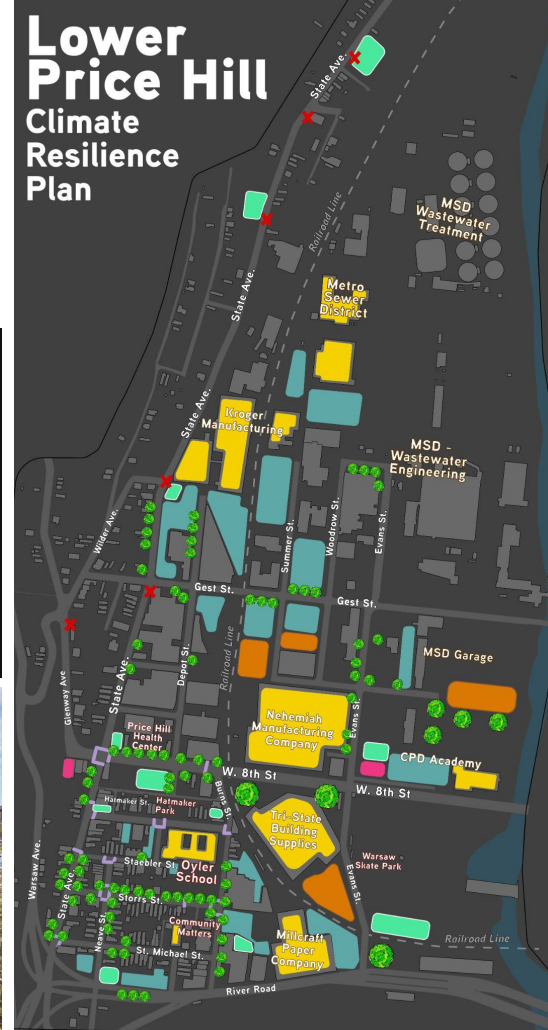 Lower
Price Hill
Climate
Resilience
Plan
State Ave.
Railroad Line
MSD
Wastewater
Treatment
State Ave.
Metro
Sewer
District
State Ave.
Kroger
Manufacturing
MSD -
Wastewater
Engineering
Wilder Ave.
Summer St.
Woodrow St.
Evans St.
Gest St.
Gest St.
Glenway Ave
State Ave.
Depot St.
Railroad Line
MSD Garage
Nehemiah
Manufacturing
Company
Evans St.
Price Hill
Health
Center
CPD Academy
W. 8th St
W. 8th St
Hatmaker St.
Hatmaker
Park
Burns St.
Tri-State
Building
Supplies
Warsaw Ave.
State Ave.
Staebler St.
Oyler
School
Warsaw
Skate Park
Evans St.
Storrs St.
Neave St.
Community
Matters
St. Michael St.
Millcraft
Paper
Company
Railroad Line
River Road